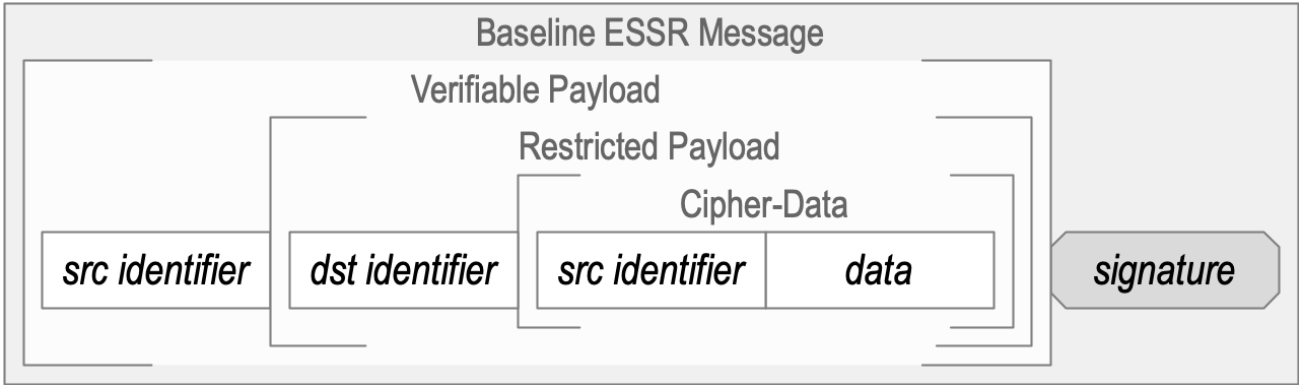 Baseline ESSR Message
Verifiable Payload
Restricted Payload
Cipher-Data
src identifier dst identifier src identifier data signature